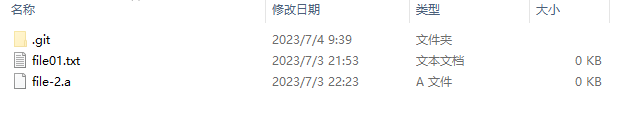 名称 修改日期 类型 大小
.git 2023/7/4 9:39 文件夹
file01.txt 2023/7/3 21:53 文本文档 0 KB
file-2.a 2023/7/3 22:23 A 文件 0 KB